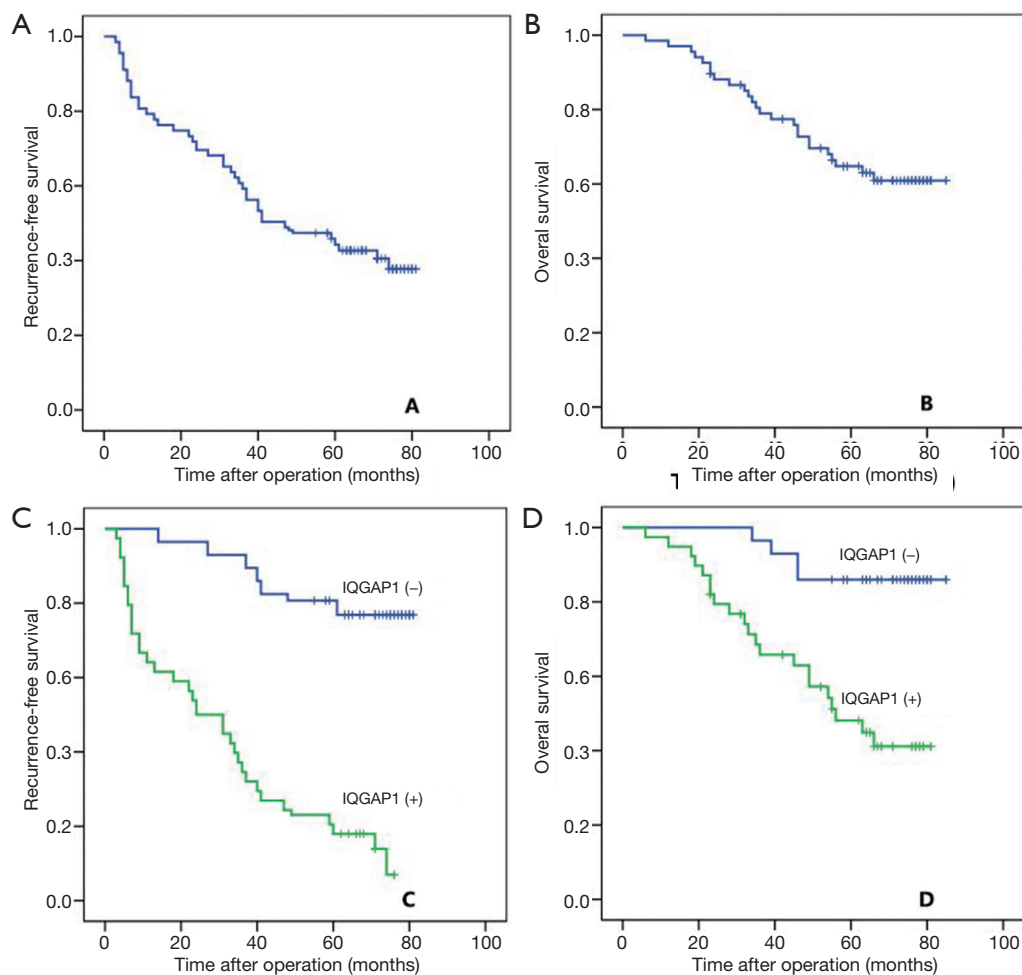 A
Recurrence-free survival
1.0
0.8
0.6
0.3
0.2
0.0
A
0 20 40 60 80 100
Time after operation (months)
B
Overal survival
1.0
0.8
0.6
0.3
0.2
0.0
B
0 20 40 60 80 100
Time after operation (months)
C
Recurrence-free survival
1.0
0.8
0.6
0.3
0.2
0.0
IQGAP1 (–)
IQGAP1 (+)
C
0 20 40 60 80 100
Time after operation (months)
D
Overal survival
1.0
0.8
0.6
0.3
0.2
0.0
IQGAP1 (–)
IQGAP1 (+)
D
0 20 40 60 80 100
Time after operation (months)